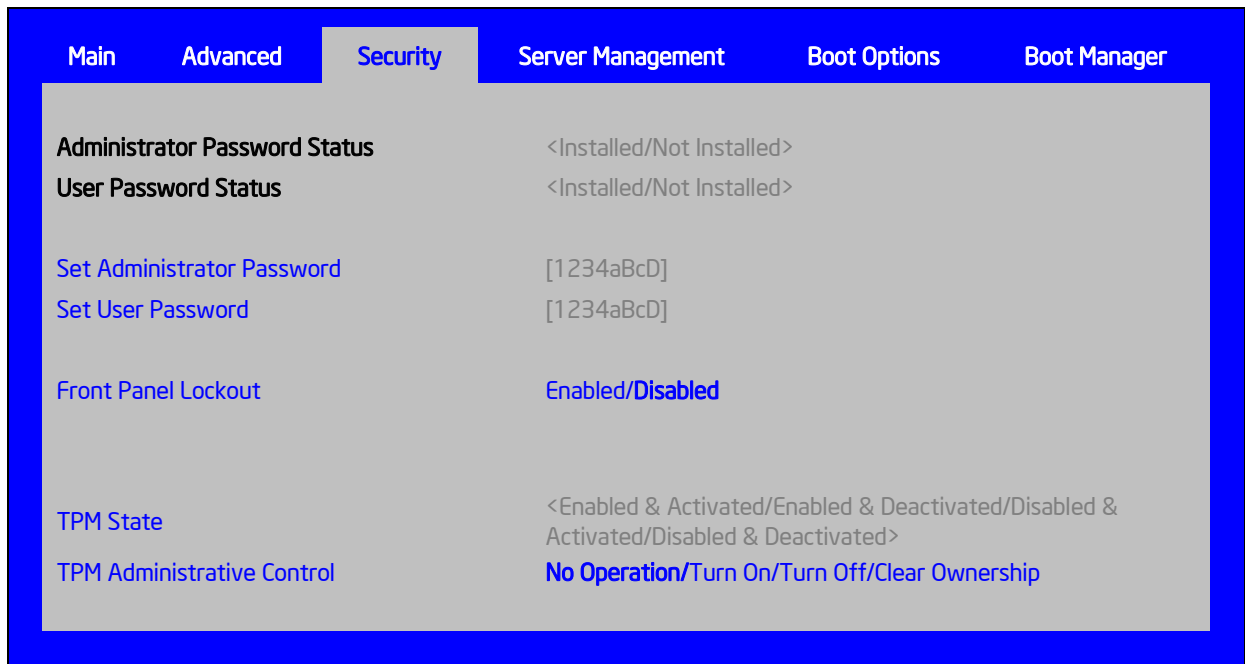 Main Advanced Security Server Management Boot Options Boot Manager
Administrator Password Status <Installed/Not Installed>
User Password Status <Installed/Not Installed>
Set Administrator Password [1234aBcD]
Set User Password [1234aBcD]
Front Panel Lockout Enabled/Disabled
TPM State <Enabled & Activated/Enabled & Deactivated/Disabled &
Activated/Disabled & Deactivated>
TPM Administrative Control No Operation/Turn On/Turn Off/Clear Ownership